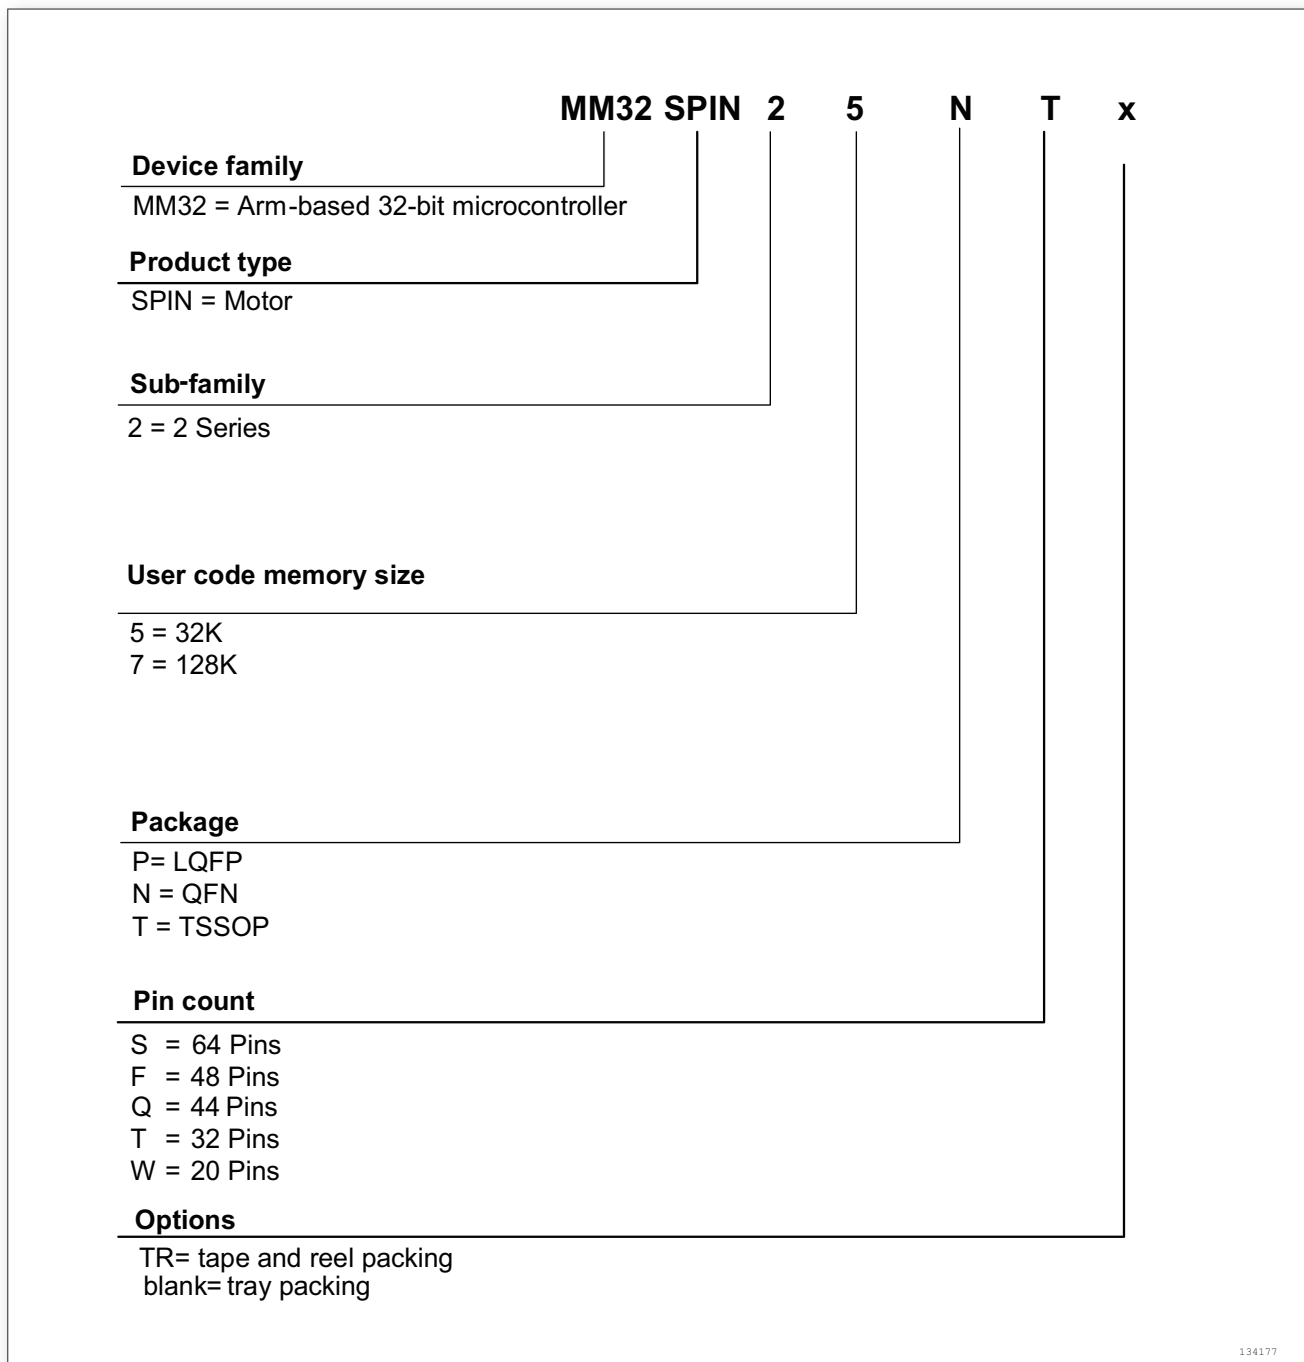 MM32 SPIN 2 5 N T x
Device family
MM32 = Arm-based 32-bit microcontroller
Product type
SPIN = Motor
Sub-family
2 = 2 Series
User code memory size
5 = 32K
7 = 128K
Package
P= LQFP
N = QFN
T = TSSOP
Pin count
S = 64 Pins
F = 48 Pins
Q = 44 Pins
T = 32 Pins
W = 20 Pins
Options
TR= tape and reel packing
blank= tray packing
134177